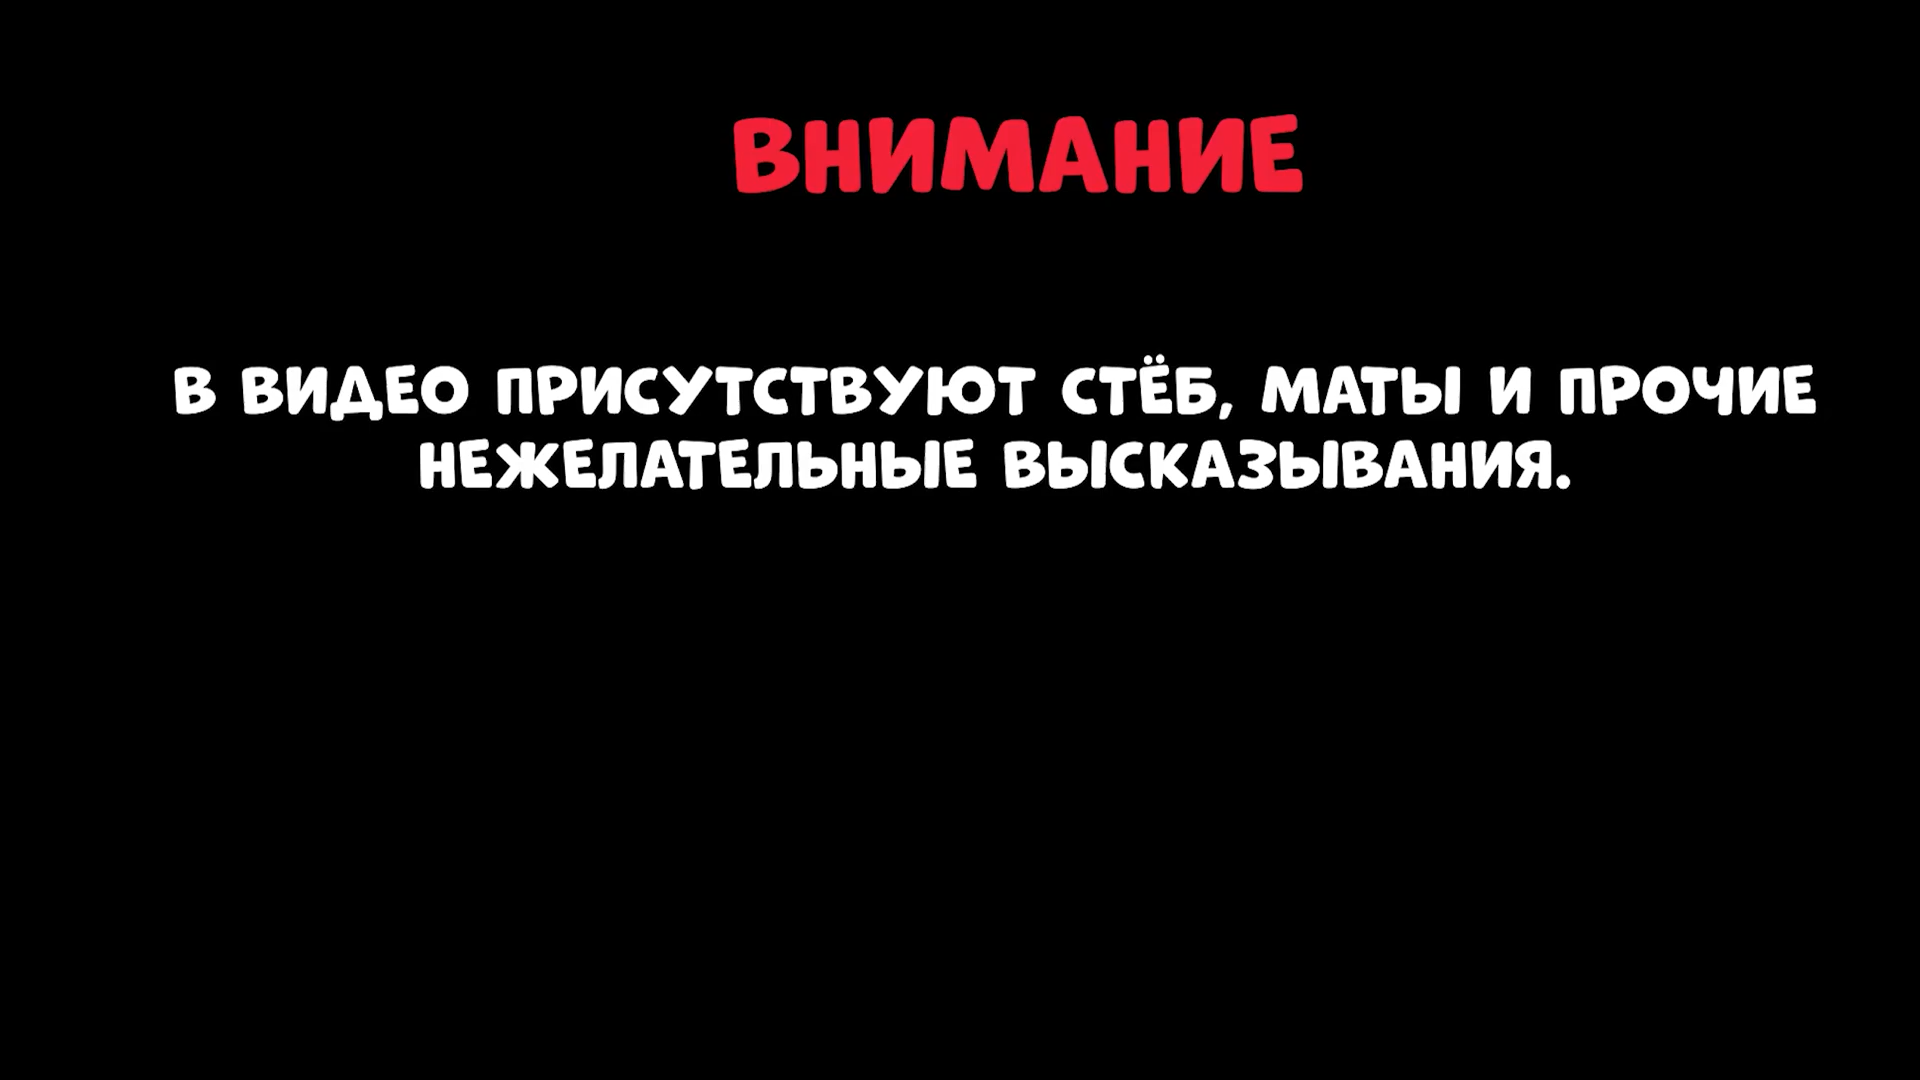 ВНИМАНИЕ
В ВИДЕО ПРИСУТСТВУЮТ СТЁБ, МАТЫ И ПРОЧИЕ
НЕЖЕЛАТЕЛЬНЫЕ ВЫСКАЗЫВАНИЯ.